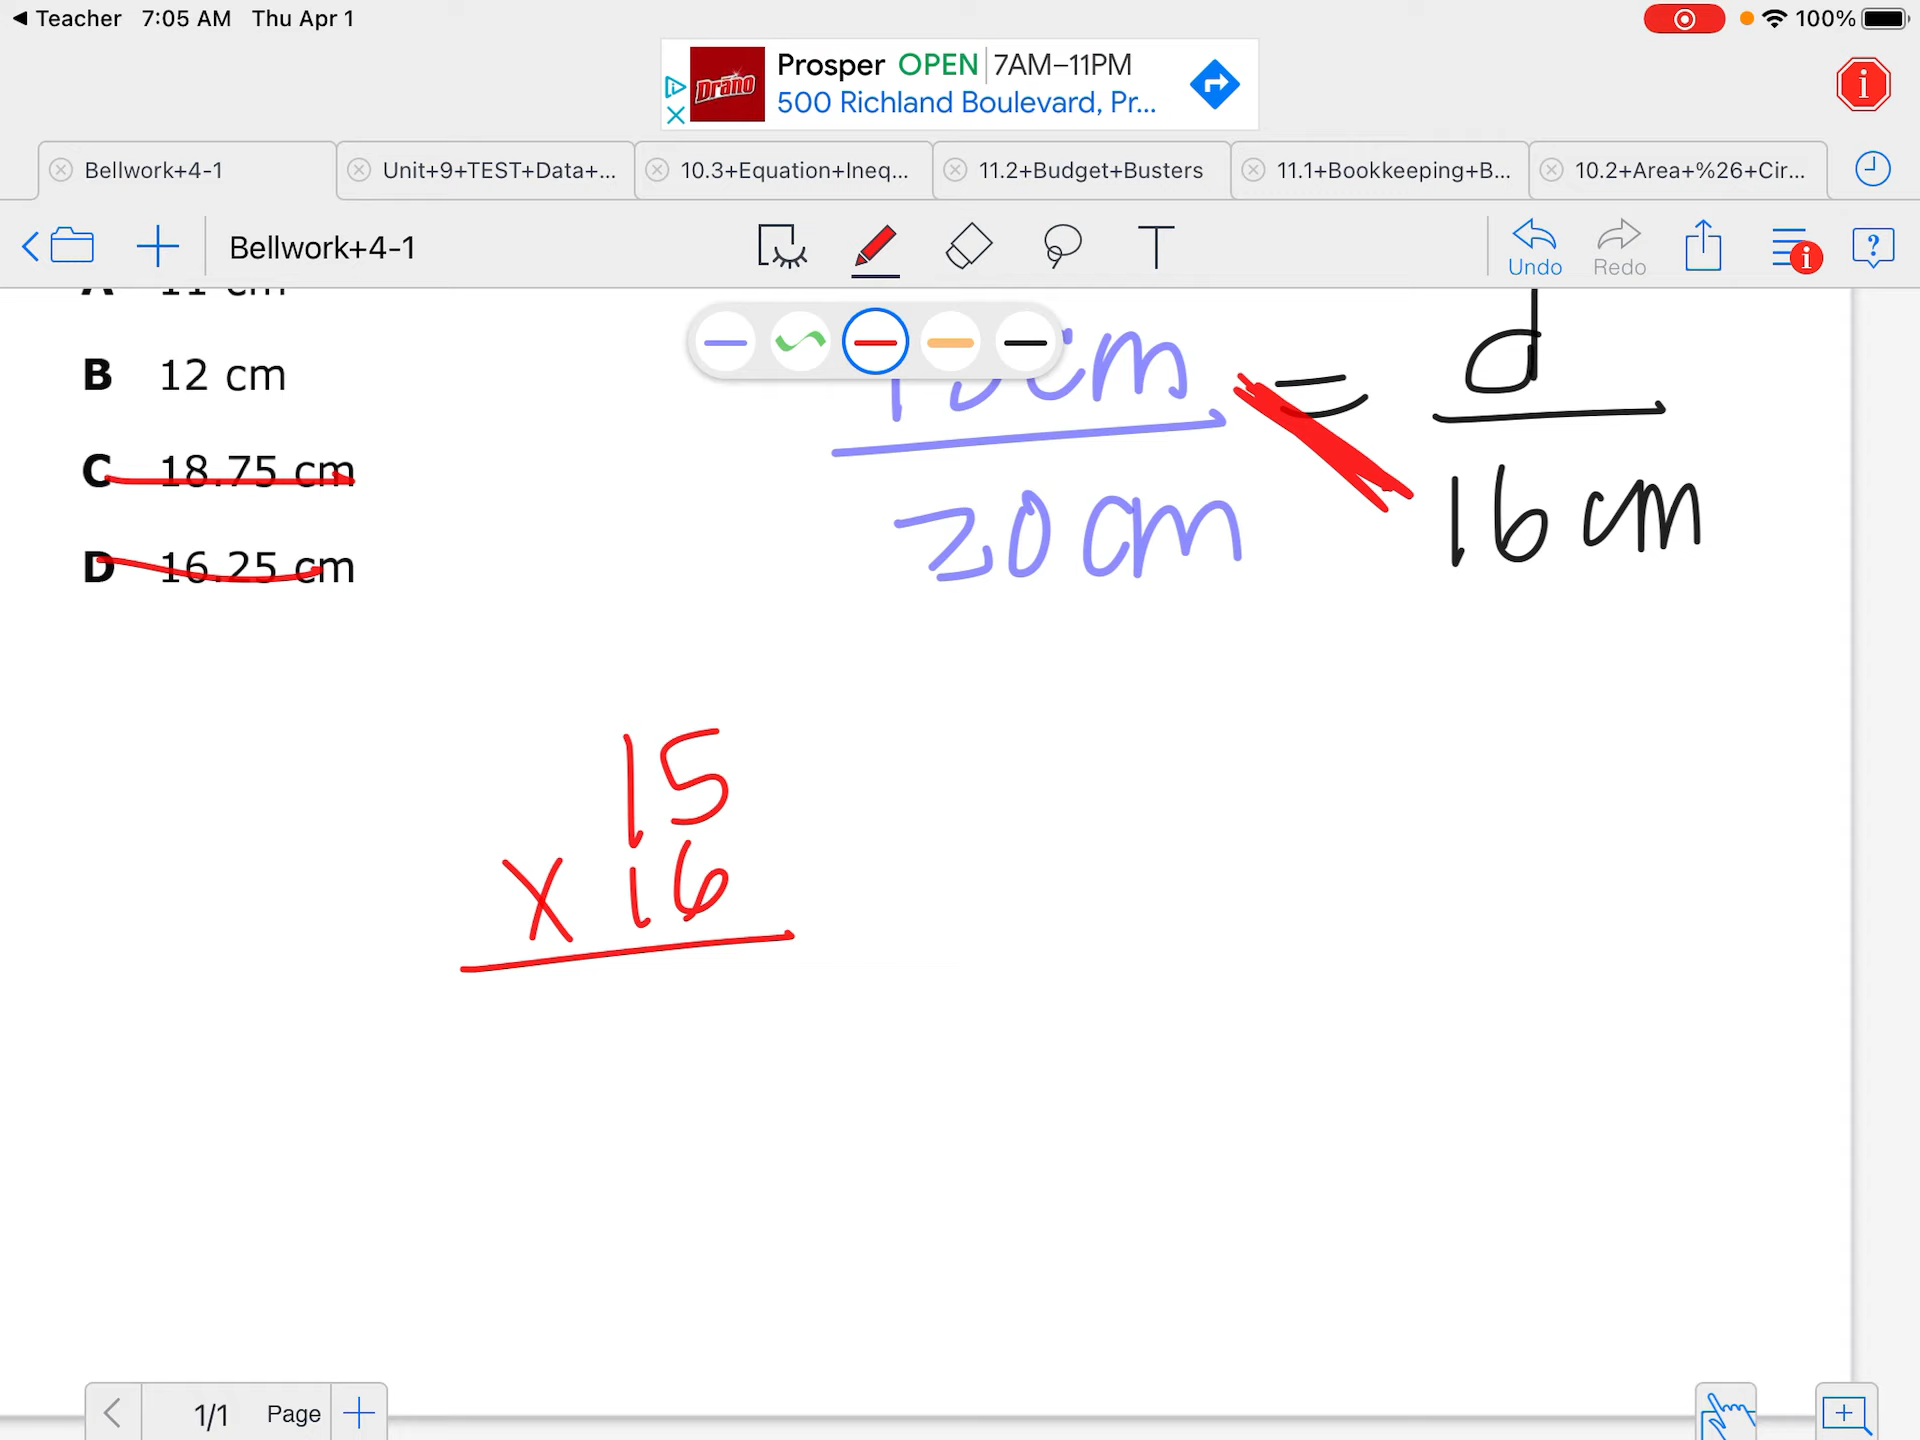 Teacher 7:05 AM Thu Apr 1 100%
Drano
Prosper OPEN 7AM–11PM
500 Richland Boulevard, Pr...
Bellwork+4-1 Unit+9+TEST+Data+... 10.3+Equation+Ineq... 11.2+Budget+Busters 11.1+Bookkeeping+B... 10.2+Area+%26+Cir...
Bellwork+4-1 T Undo Redo
A 11 cm
B 12 cm
C 18.75 cm
D 16.25 cm
cm = d
20 cm 16 cm
15
x 16
1/1 Page